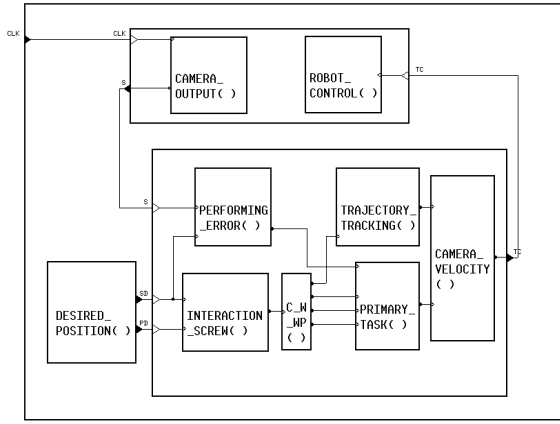 CLK
CLK
TC
CAMERA_
OUTPUT( )
ROBOT_
CONTROL( )
S
S
PERFORMING
_ERROR( )
TRAJECTORY_
TRACKING( )
CAMERA_
VELOCITY
( )
TC
SD
PD
DESIRED_
POSITION( )
INTERACTION
_SCREW( )
C_W
_WP
( )
PRIMARY_
TASK( )